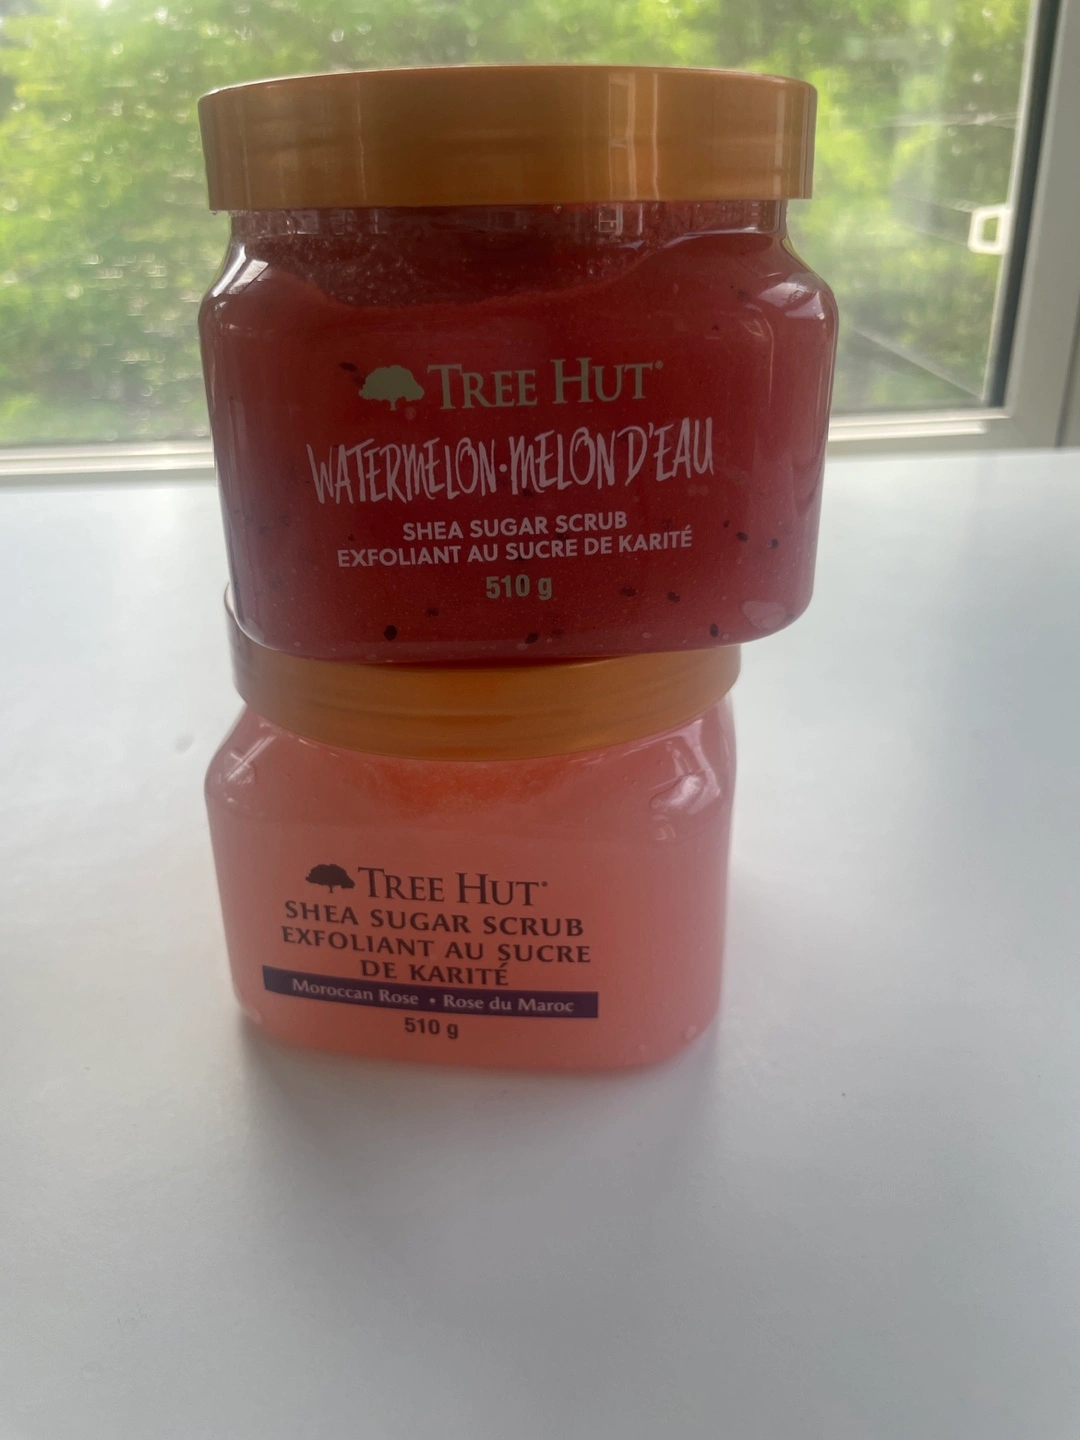 TREE HUT®
WATERMELON • MELON D'EAU
SHEA SUGAR SCRUB
EXFOLIANT AU SUCRE DE KARITÉ
510 g
TREE HUT®
SHEA SUGAR SCRUB
EXFOLIANT AU SUCRE
DE KARITÉ
Moroccan Rose • Rose du Maroc
510 g